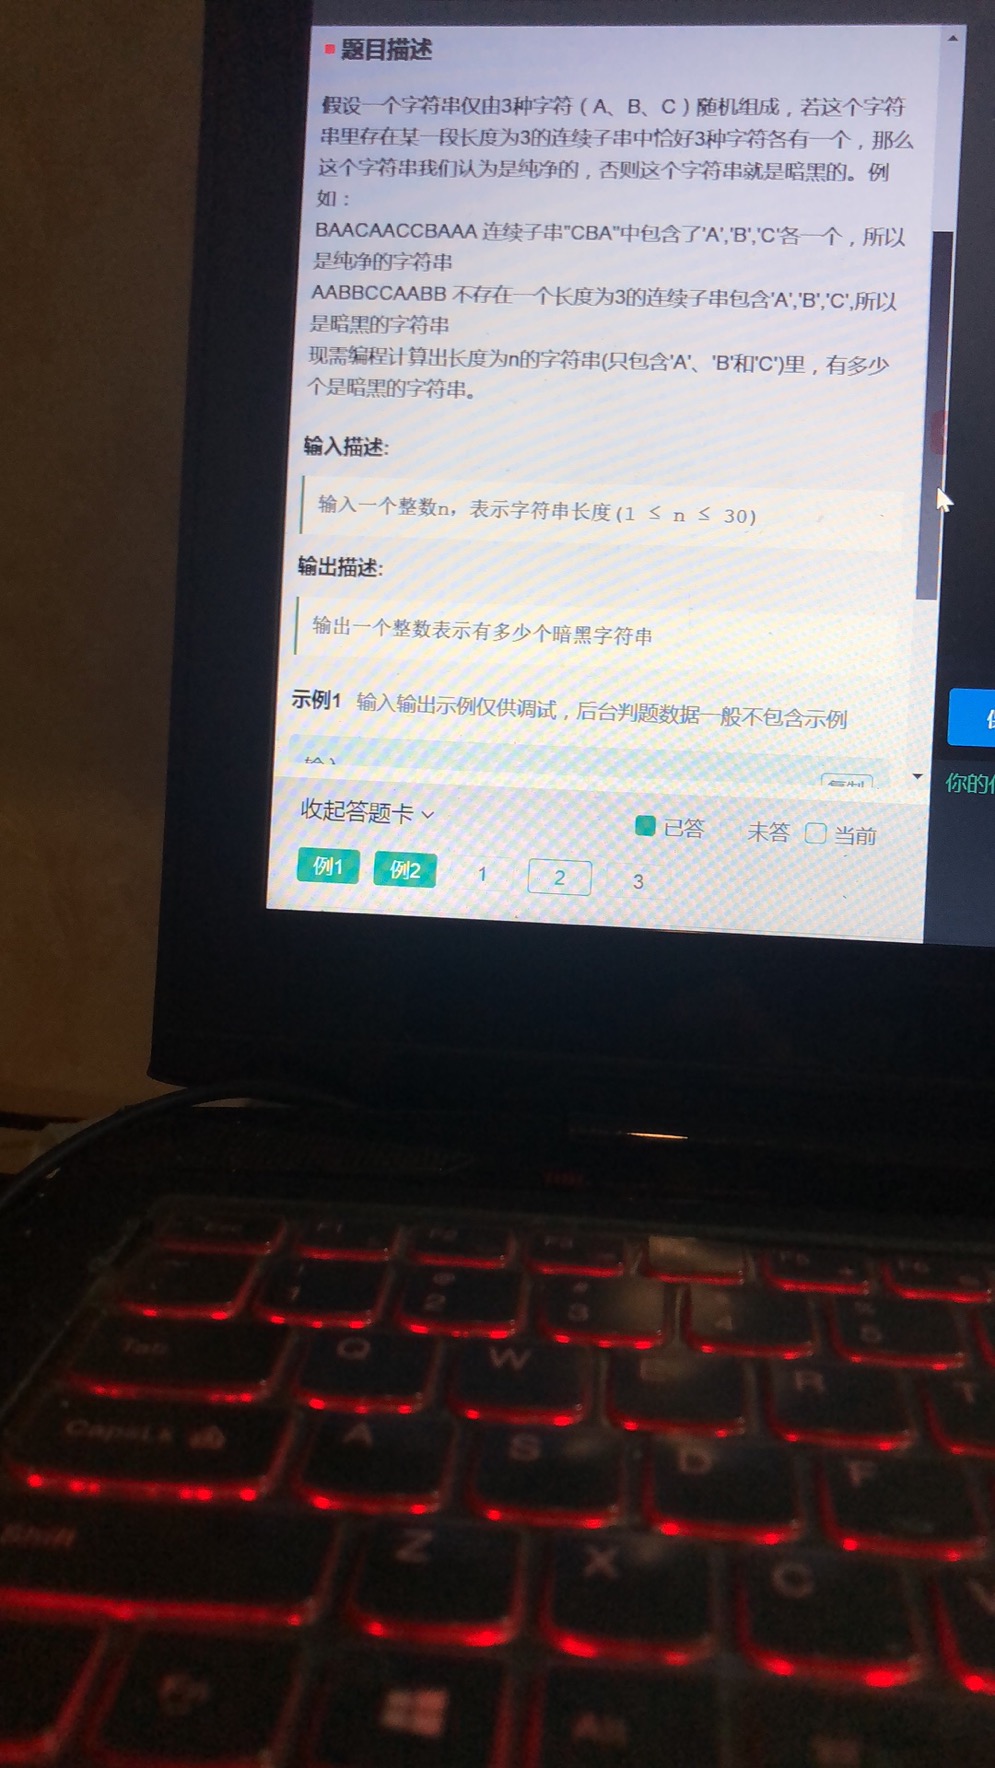 题目描述
假设一个字符串仅由3种字符(A、B、C)随机组成，若这个字符
串里存在某一段长度为3的连续子串中恰好3种字符各有一个，那么
这个字符串我们认为是纯净的，否则这个字符串就是暗黑的。例
如：
BAACAACCBAAA 连续子串"CBA"中包含了'A','B','C'各一个，所以
是纯净的字符串
AABBCCAABB 不存在一个长度为3的连续子串包含'A','B','C',所以
是暗黑的字符串
现需编程计算出长度为n的字符串(只包含'A'、'B'和'C')里，有多少
个是暗黑的字符串。
输入描述:
输入一个整数n，表示字符串长度(1 ≤ n ≤ 30)
输出描述:
输出一个整数表示有多少个暗黑字符串
示例1 输入输出示例仅供调试，后台判题数据一般不包含示例
你的
收起答题卡
已答 未答 当前
例1 例2 1 2 3
Esc F1 F2 F3 F5 F6
1 @ 2 # 3 4 % 5
Tab Q W E R T
CapsLk A S D F
Shift Z X C V
Fn Alt